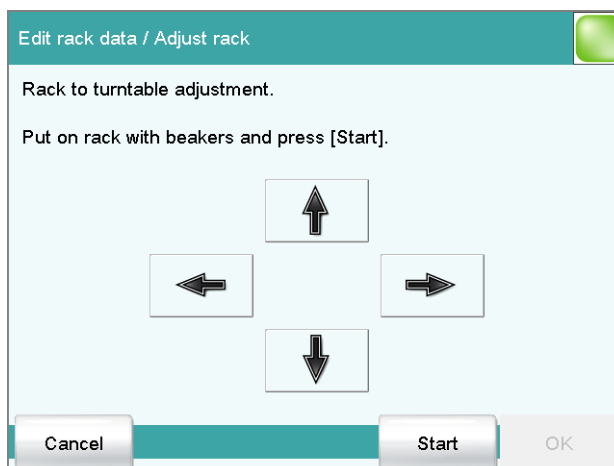 Edit rack data / Adjust rack
Rack to turntable adjustment.
Put on rack with beakers and press [Start].
Cancel
Start
OK